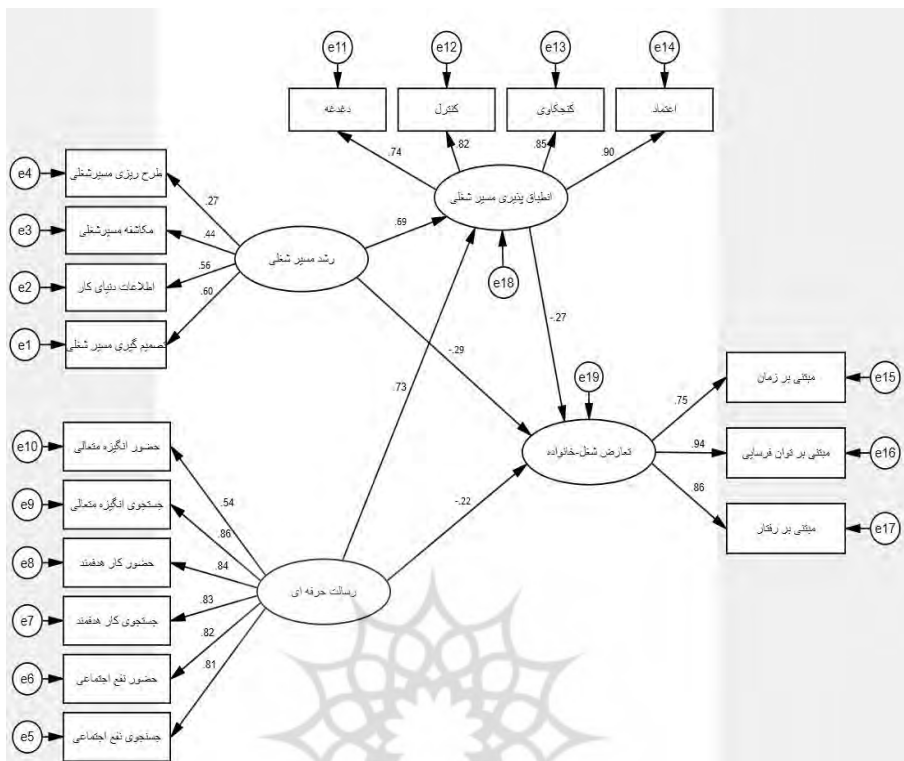 e11
e12
e13
e14
دغدغه
کنترل
کنجکاوی
اعتماد
.74
.82
.85
.90
e4
طرح ریزی مسیرشغلی
e3
مکاشفه مسیرشغلی
e2
اطلاعات دنیای کار
e1
تصمیم گیری مسیر شغلی
.27
.44
.56
.60
رشد مسیر شغلی
.69
انطباق پذیری مسیر شغلی
e18
-.27
-.29
.73
-.22
e19
تعارض شغل-خانواده
.75
.94
.86
مبتنی بر زمان
e15
مبتنی بر توان فرسایی
e16
مبتنی بر رفتار
e17
e10
حضور انگیزه متعالی
e9
جستجوی انگیزه متعالی
e8
حضور کار هدفمند
e7
جستجوی کار هدفمند
e6
حضور نفع اجتماعی
e5
جستجوی نفع اجتماعی
.54
.86
.84
.83
.82
.81
رسالت حرفه ای